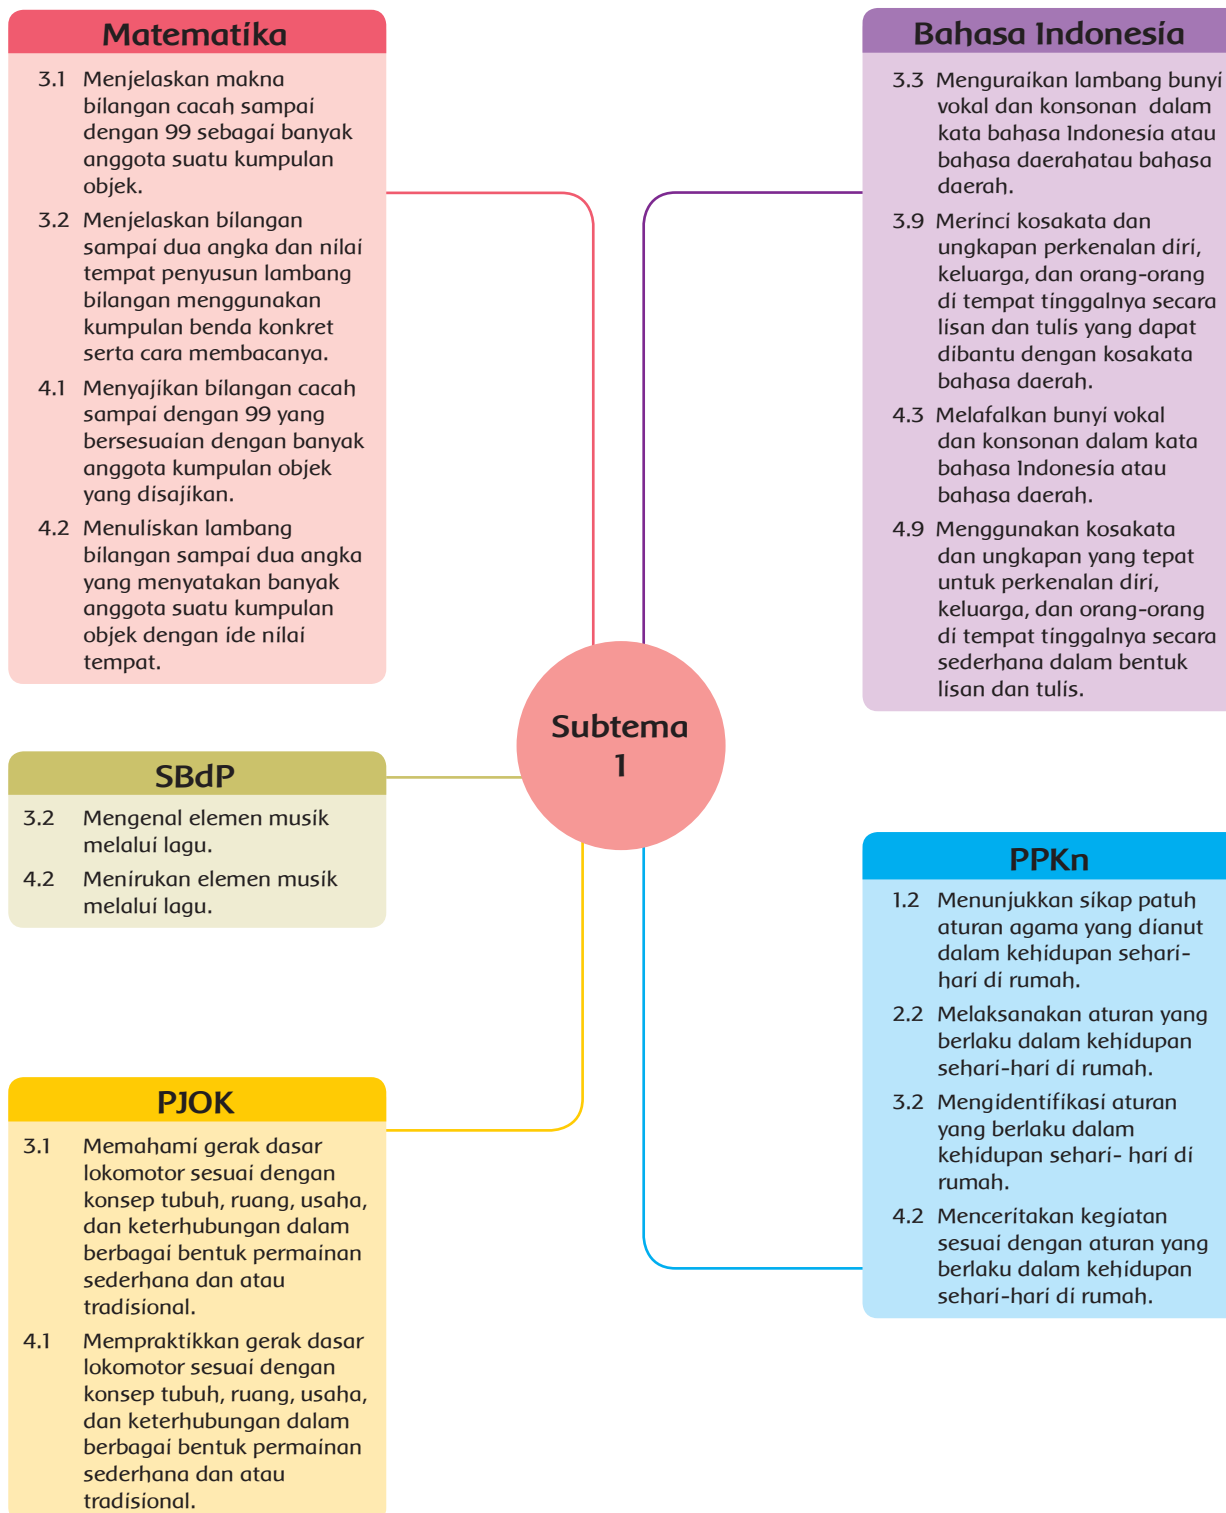 Matematika
3.1 Menjelaskan makna
bilangan cacah sampai
dengan 99 sebagai banyak
anggota suatu kumpulan
objek.
3.2 Menjelaskan bilangan
sampai dua angka dan nilai
tempat penyusun lambang
bilangan menggunakan
kumpulan benda konkret
serta cara membacanya.
4.1 Menyajikan bilangan cacah
sampai dengan 99 yang
bersesuaian dengan banyak
anggota kumpulan objek
yang disajikan.
4.2 Menuliskan lambang
bilangan sampai dua angka
yang menyatakan banyak
anggota suatu kumpulan
objek dengan ide nilai
tempat.
Bahasa Indonesia
3.3 Menguraikan lambang bunyi
vokal dan konsonan dalam
kata bahasa Indonesia atau
bahasa daerahatau bahasa
daerah.
3.9 Merinci kosakata dan
ungkapan perkenalan diri,
keluarga, dan orang-orang
di tempat tinggalnya secara
lisan dan tulis yang dapat
dibantu dengan kosakata
bahasa daerah.
4.3 Melafalkan bunyi vokal
dan konsonan dalam kata
bahasa Indonesia atau
bahasa daerah.
4.9 Menggunakan kosakata
dan ungkapan yang tepat
untuk perkenalan diri,
keluarga, dan orang-orang
di tempat tinggalnya secara
sederhana dalam bentuk
lisan dan tulis.
Subtema
1
SBdP
3.2 Mengenal elemen musik
melalui lagu.
4.2 Menirukan elemen musik
melalui lagu.
PPKn
1.2 Menunjukkan sikap patuh
aturan agama yang dianut
dalam kehidupan sehari-
hari di rumah.
2.2 Melaksanakan aturan yang
berlaku dalam kehidupan
sehari-hari di rumah.
3.2 Mengidentifikasi aturan
yang berlaku dalam
kehidupan sehari- hari di
rumah.
4.2 Menceritakan kegiatan
sesuai dengan aturan yang
berlaku dalam kehidupan
sehari-hari di rumah.
PJOK
3.1 Memahami gerak dasar
lokomotor sesuai dengan
konsep tubuh, ruang, usaha,
dan keterhubungan dalam
berbagai bentuk permainan
sederhana dan atau
tradisional.
4.1 Mempraktikkan gerak dasar
lokomotor sesuai dengan
konsep tubuh, ruang, usaha,
dan keterhubungan dalam
berbagai bentuk permainan
sederhana dan atau
tradisional.